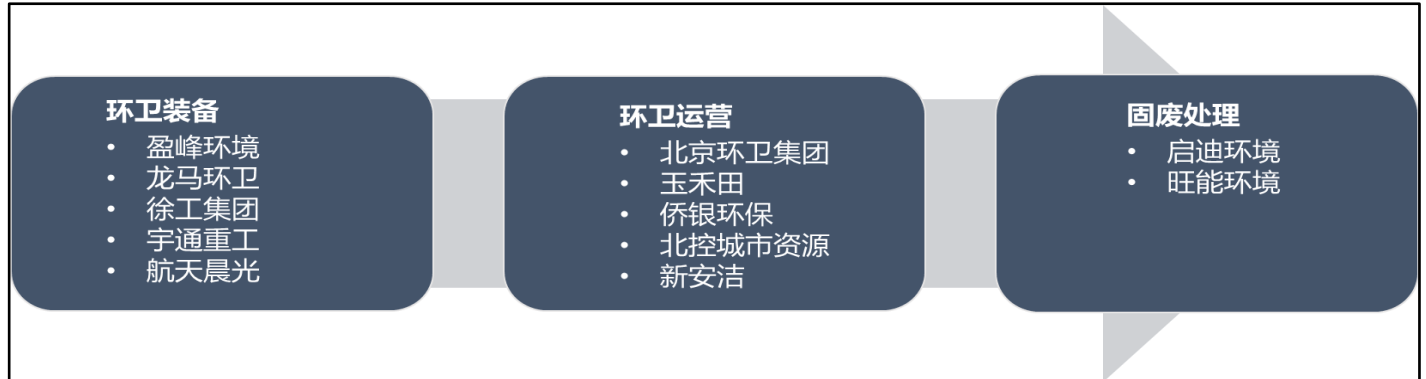 环卫装备
• 盈峰环境
• 龙马环卫
• 徐工集团
• 宇通重工
• 航天晨光
环卫运营
• 北京环卫集团
• 玉禾田
• 侨银环保
• 北控城市资源
• 新安洁
固废处理
• 启迪环境
• 旺能环境